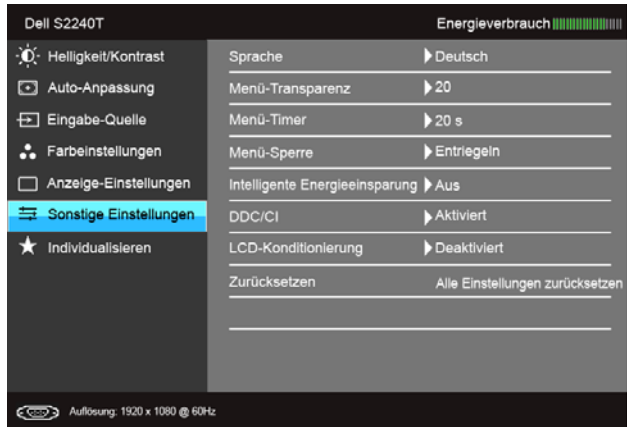 Dell S2240T
Energieverbrauch
Helligkeit/Kontrast
Auto-Anpassung
Eingabe-Quelle
Farbeinstellungen
Anzeige-Einstellungen
Sonstige Einstellungen
Individualisieren
Sprache Deutsch
Menü-Transparenz 20
Menü-Timer 20 s
Menü-Sperre Entriegeln
Intelligente Energieeinsparung Aus
DDC/CI Aktiviert
LCD-Konditionierung Deaktiviert
Zurücksetzen Alle Einstellungen zurücksetzen
Auflösung: 1920 x 1080 @ 60Hz